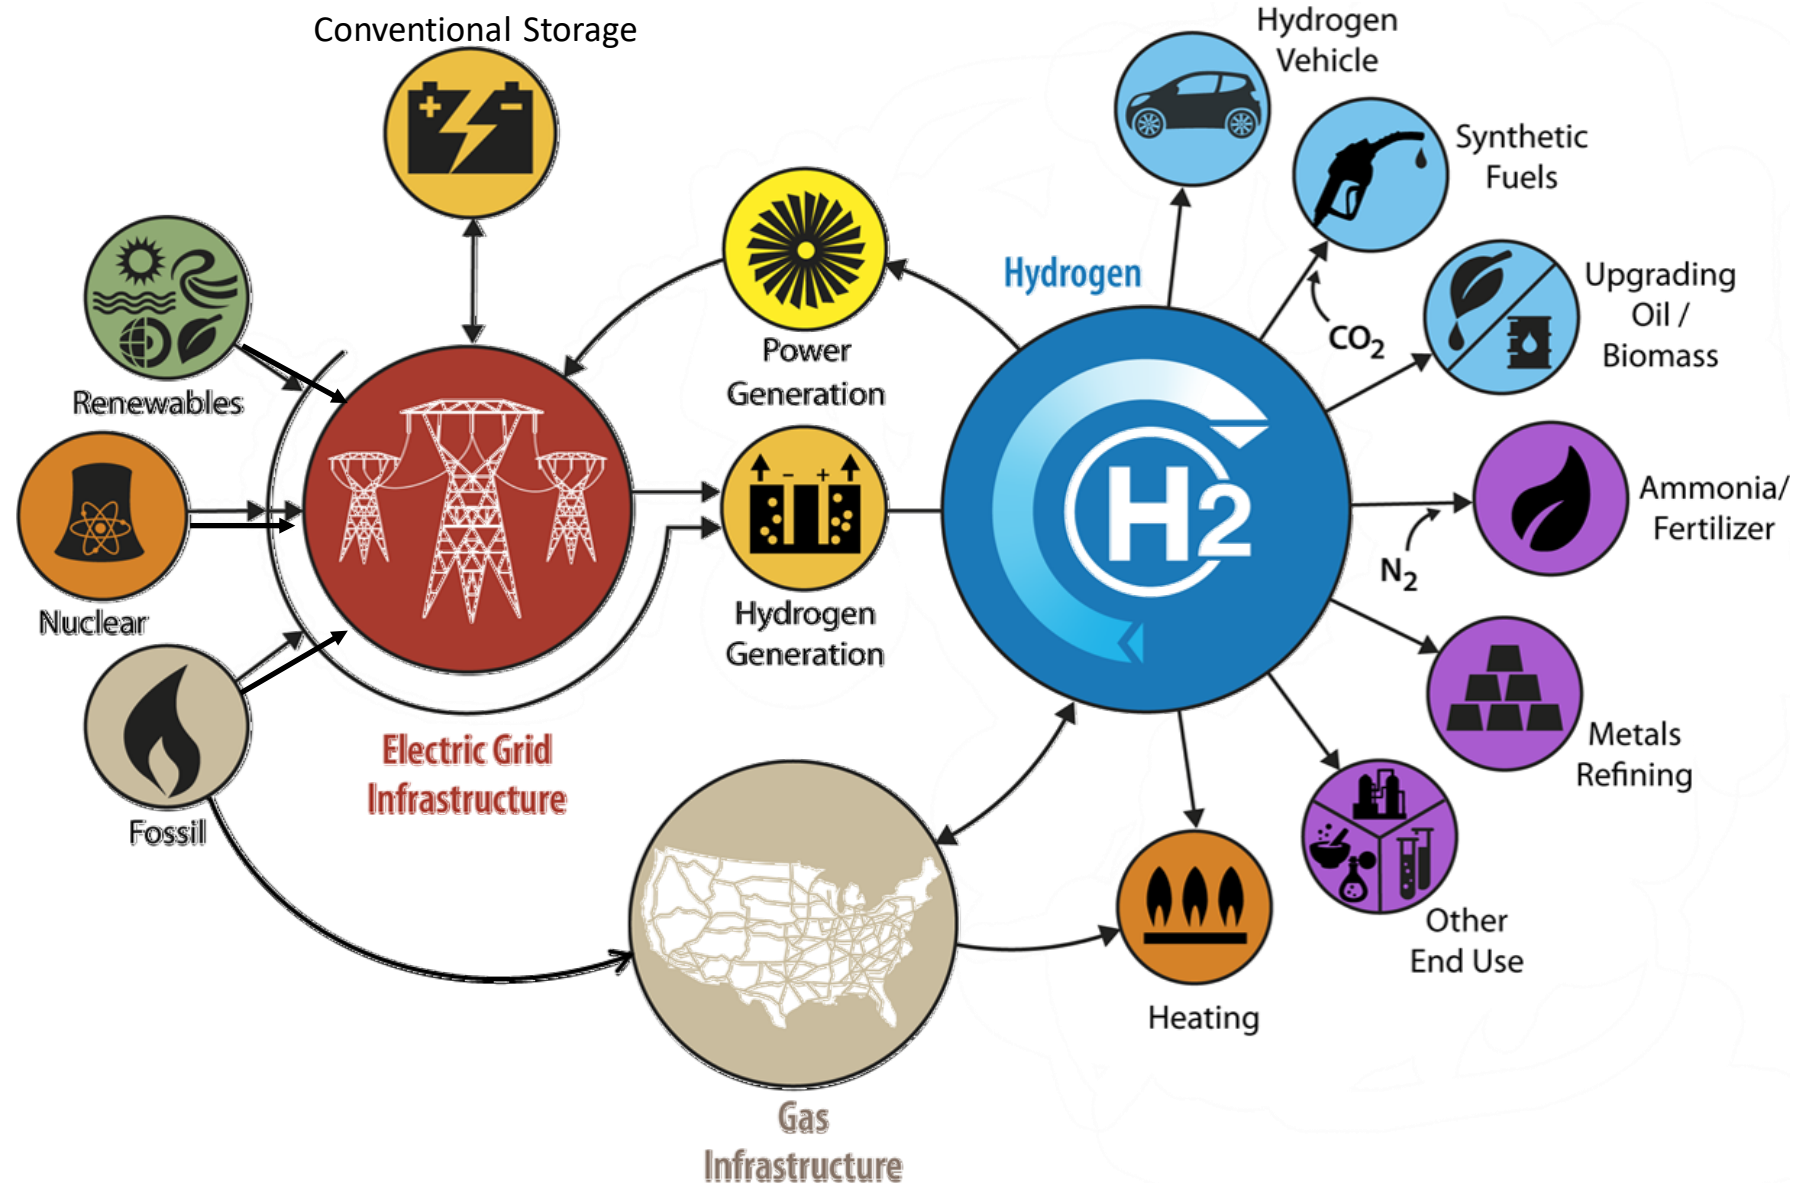 Conventional Storage
Hydrogen
Vehicle
Synthetic
Fuels
Upgrading
Oil /
Biomass
CO₂
Hydrogen
Renewables
Power
Generation
H2
Ammonia/
Fertilizer
N₂
Nuclear
- +
+ -
Hydrogen
Generation
Electric Grid
Infrastructure
Metals
Refining
Fossil
Other
End Use
Heating
Gas
Infrastructure